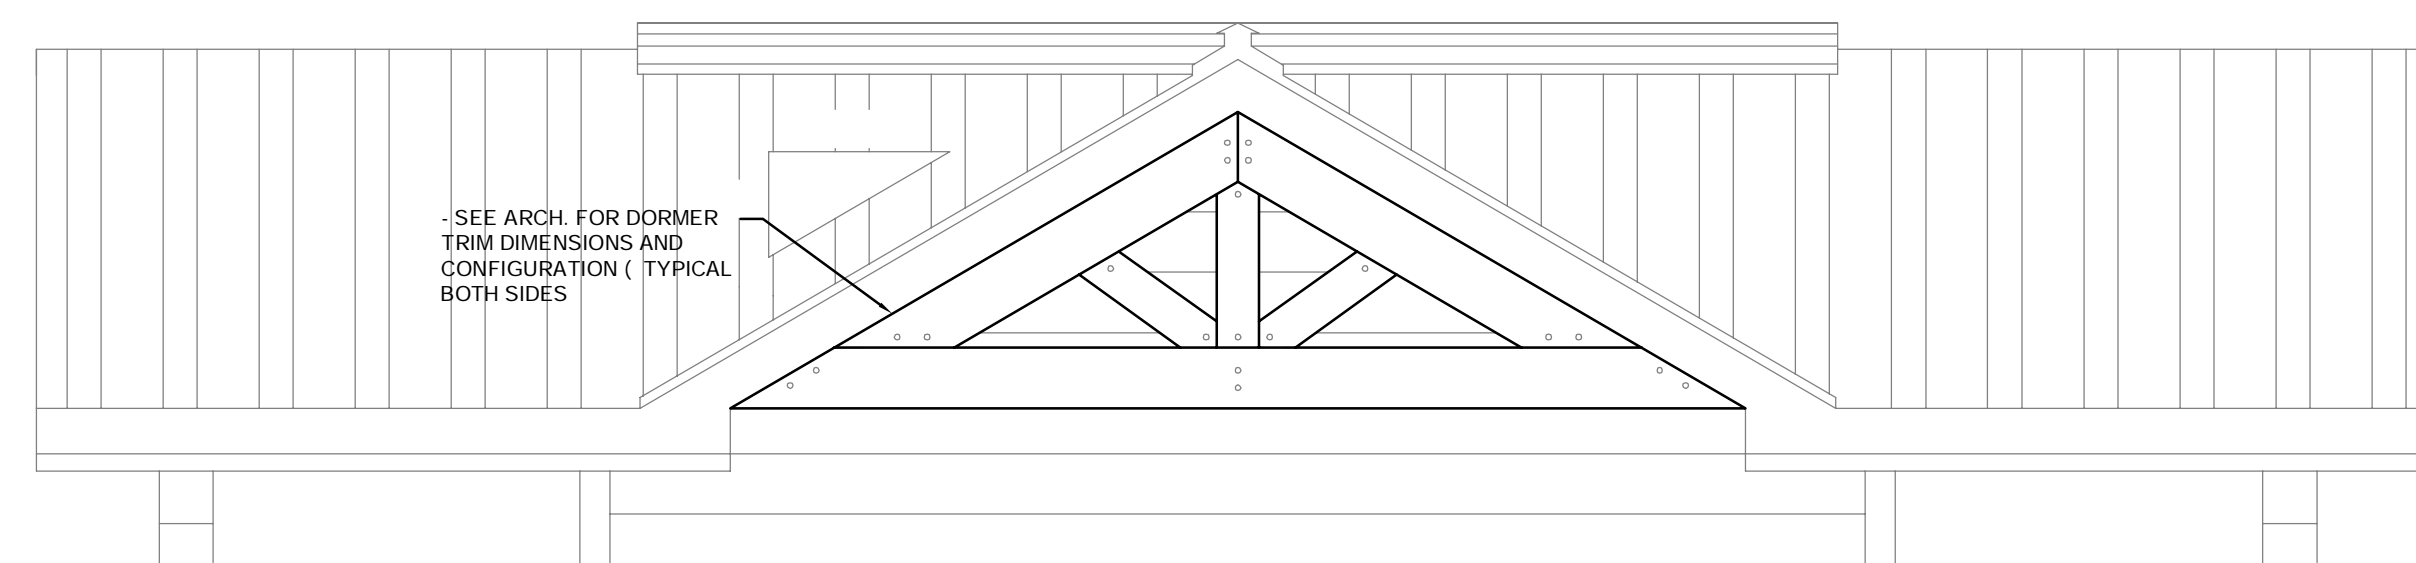 - SEE ARCH. FOR DORMER
TRIM DIMENSIONS AND
CONFIGURATION ( TYPICAL
BOTH SIDES